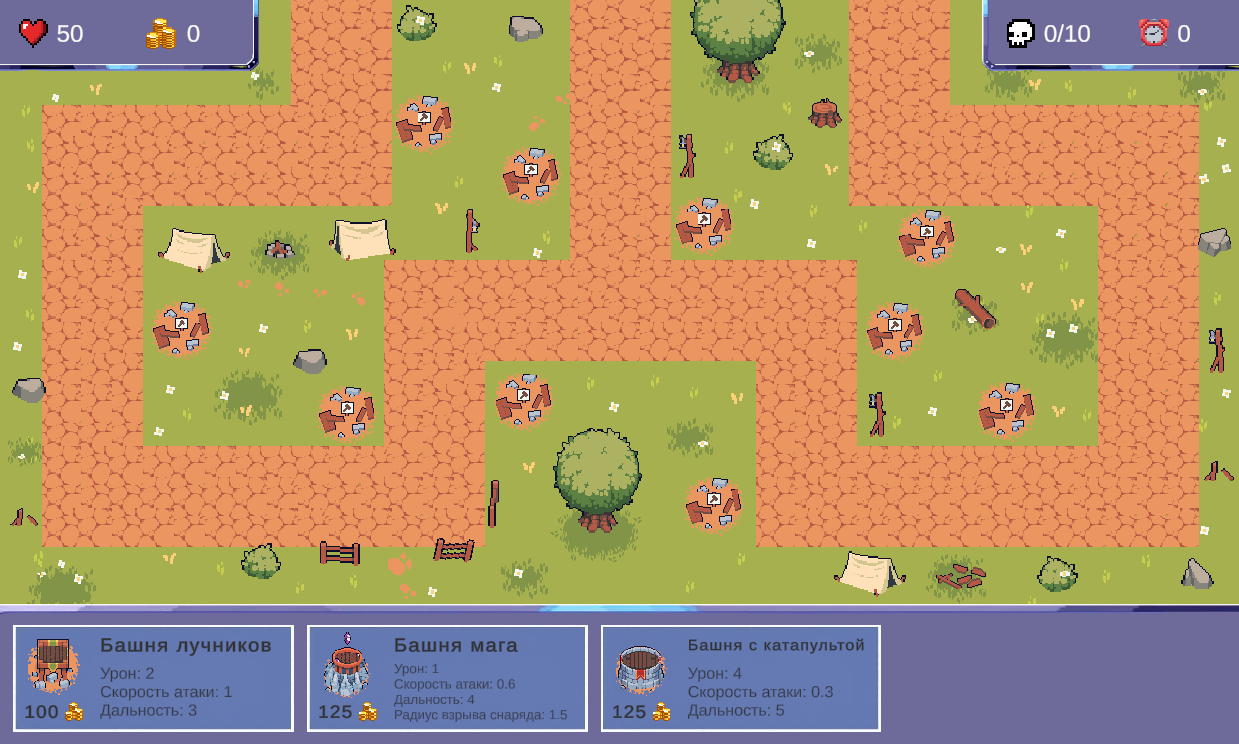 50
0
0/10
0
Башня лучников
Урон: 2
Скорость атаки: 1
Дальность: 3
100
Башня мага
Урон: 1
Скорость атаки: 0.6
Дальность: 4
Радиус взрыва снаряда: 1.5
125
Башня с катапультой
Урон: 4
Скорость атаки: 0.3
Дальность: 5
125